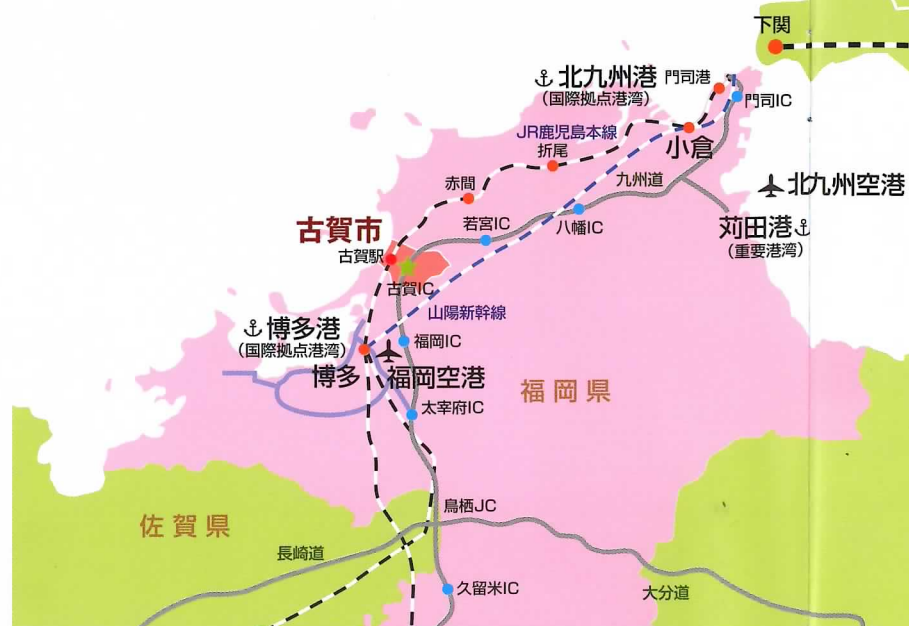 下関
北九州港
(国際拠点港湾)
門司港
門司IC
JR鹿児島本線
小倉
折尾
北九州空港
九州道
赤間
苅田港
(重要港湾)
八幡IC
若宮IC
古賀市
古賀駅
古賀IC
山陽新幹線
博多港
(国際拠点港湾)
福岡IC
博多
福岡空港
福岡県
太宰府IC
鳥栖JC
佐賀県
長崎道
久留米IC
大分道